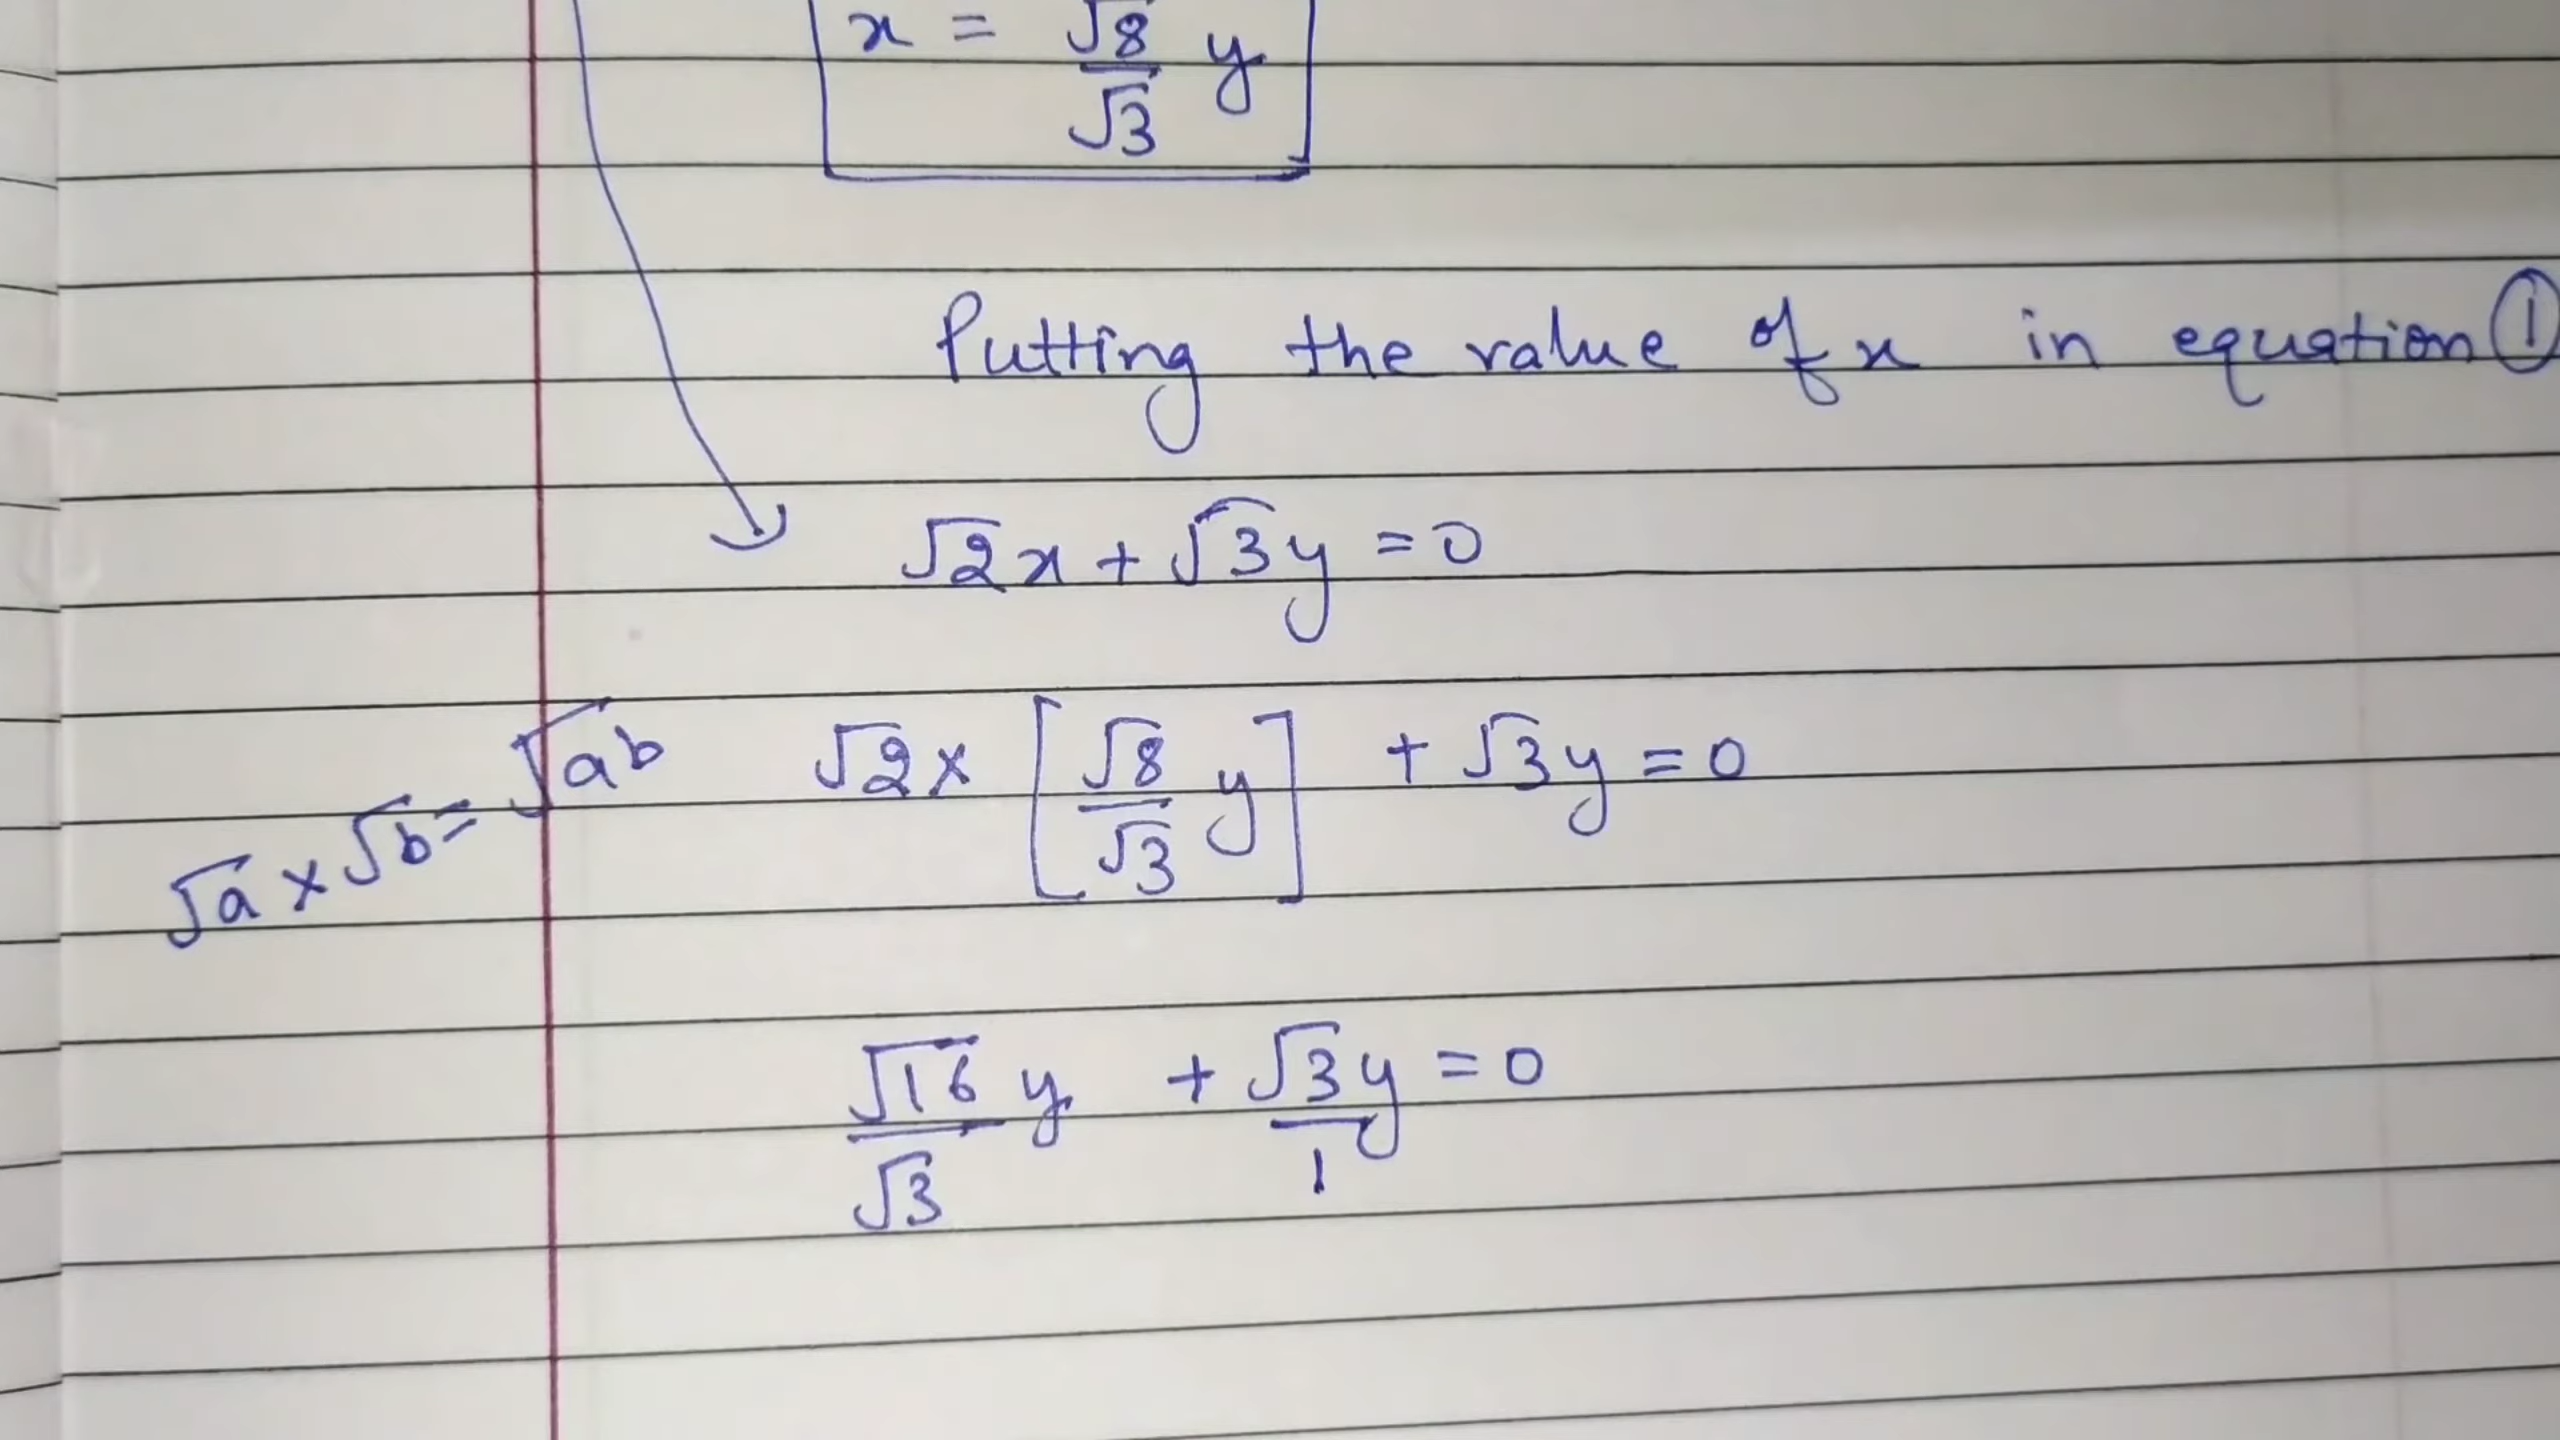 x = √8/√3 y
Putting the value of x in equation ①
√2x + √3y = 0
√a × √b = √ab
√2 × [√8/√3 y] + √3y = 0
√16/√3 y + √3y/1 = 0